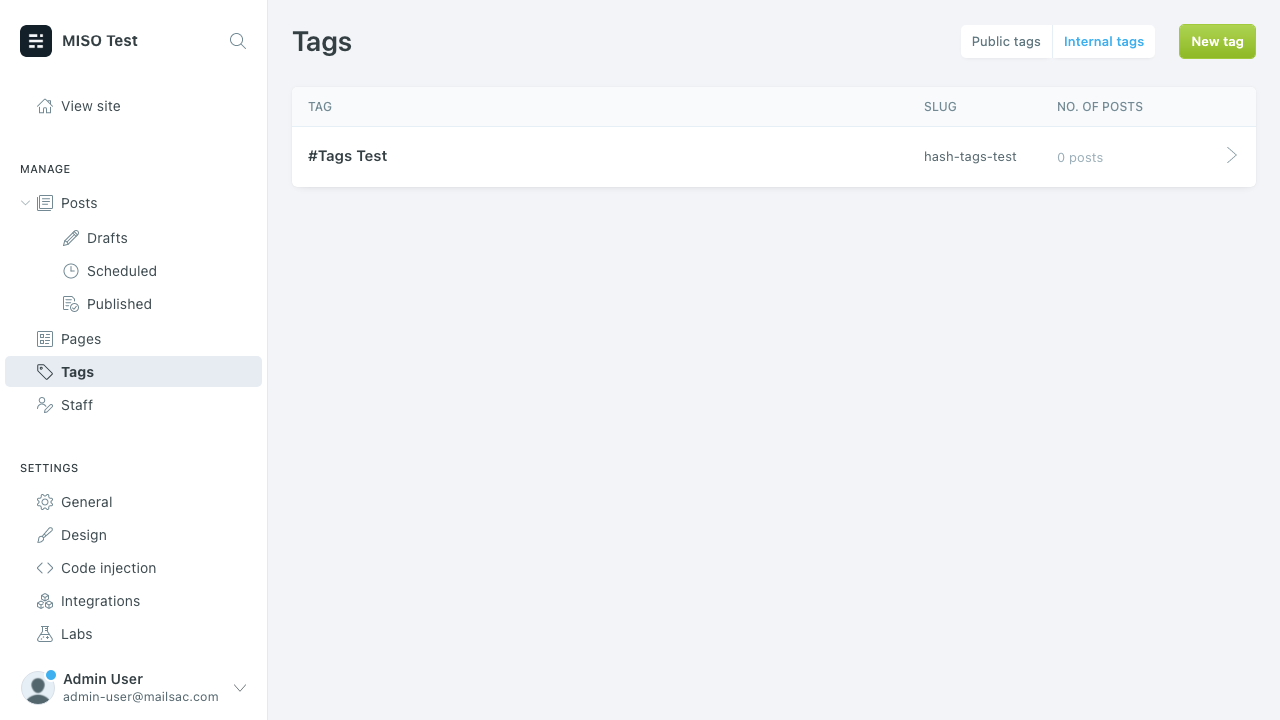 MISO Test
View site
MANAGE
Posts
Drafts
Scheduled
Published
Pages
Tags
Staff
SETTINGS
General
Design
Code injection
Integrations
Labs
Admin User
admin-user@mailsac.com
Tags
Public tags
Internal tags
New tag
TAG SLUG NO. OF POSTS
#Tags Test hash-tags-test 0 posts